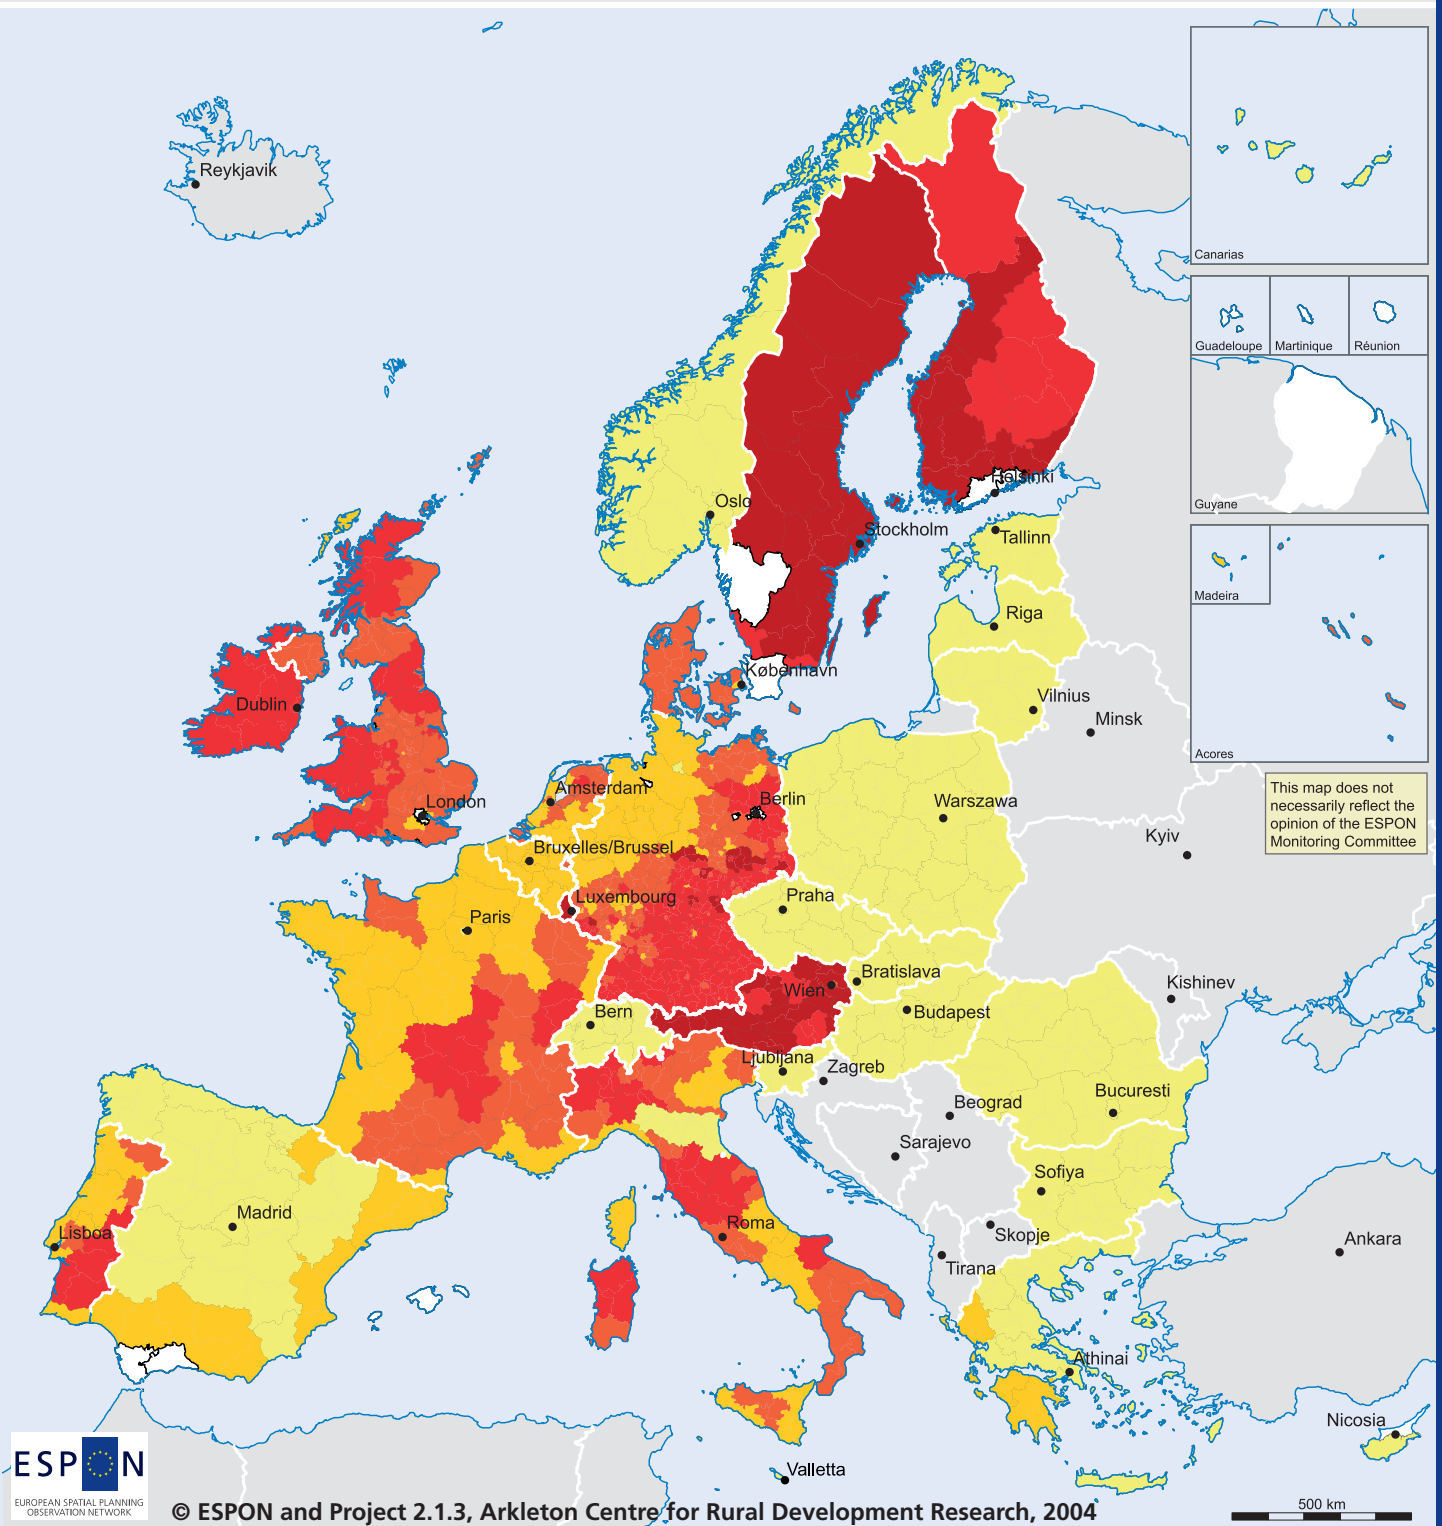 Reykjavik
Canarias
Guadeloupe
Martinique
Réunion
Guyane
Helsinki
Oslo
Stockholm
Tallinn
Madeira
Riga
København
Dublin
Vilnius
Minsk
Acores
This map does not
necessarily reflect the
opinion of the ESPON
Monitoring Committee
Amsterdam
London
Berlin
Warszawa
Kyiv
Bruxelles/Brussel
Luxembourg
Praha
Paris
Bratislava
Wien
Kishinev
Bern
Budapest
Ljubljana
Zagreb
Bucuresti
Beograd
Sarajevo
Sofiya
Madrid
Roma
Lisboa
Skopje
Ankara
Tirana
Athinai
Nicosia
Valletta
ESPON
EUROPEAN SPATIAL PLANNING
OBSERVATION NETWORK
© ESPON and Project 2.1.3, Arkleton Centre for Rural Development Research, 2004
500 km